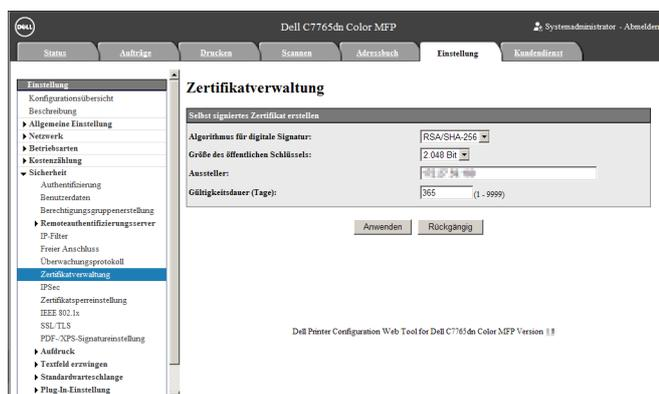 DELL
Dell C7765dn Color MFP
Systemadministrator - Abmelden
Status
Aufträge
Drucken
Scannen
Adressbuch
Einstellung
Kundendienst
Einstellung
Konfigurationsübersicht
Beschreibung
Allgemeine Einstellung
Netzwerk
Betriebsarten
Kostenzählung
Sicherheit
Authentifizierung
Benutzerdaten
Berechtigungsgruppenerstellung
Remoteauthentifizierungsserver
IP-Filter
Freier Anschluss
Überwachungsprotokoll
Zertifikatverwaltung
IPSec
Zertifikatsperreinstellung
IEEE 802.1x
SSL/TLS
PDF-/XPS-Signatureinstellung
Aufdruck
Textfeld erzwingen
Standardwarteschlange
Plug-In-Einstellung
Zertifikatverwaltung
Selbst signiertes Zertifikat erstellen
Algorithmus für digitale Signatur: RSA/SHA-256
Größe des öffentlichen Schlüssels: 2.048 Bit
Aussteller:
Gültigkeitsdauer (Tage): 365 (1 - 9999)
Anwenden Rückgängig
Dell Printer Configuration Web Tool for Dell C7765dn Color MFP Version